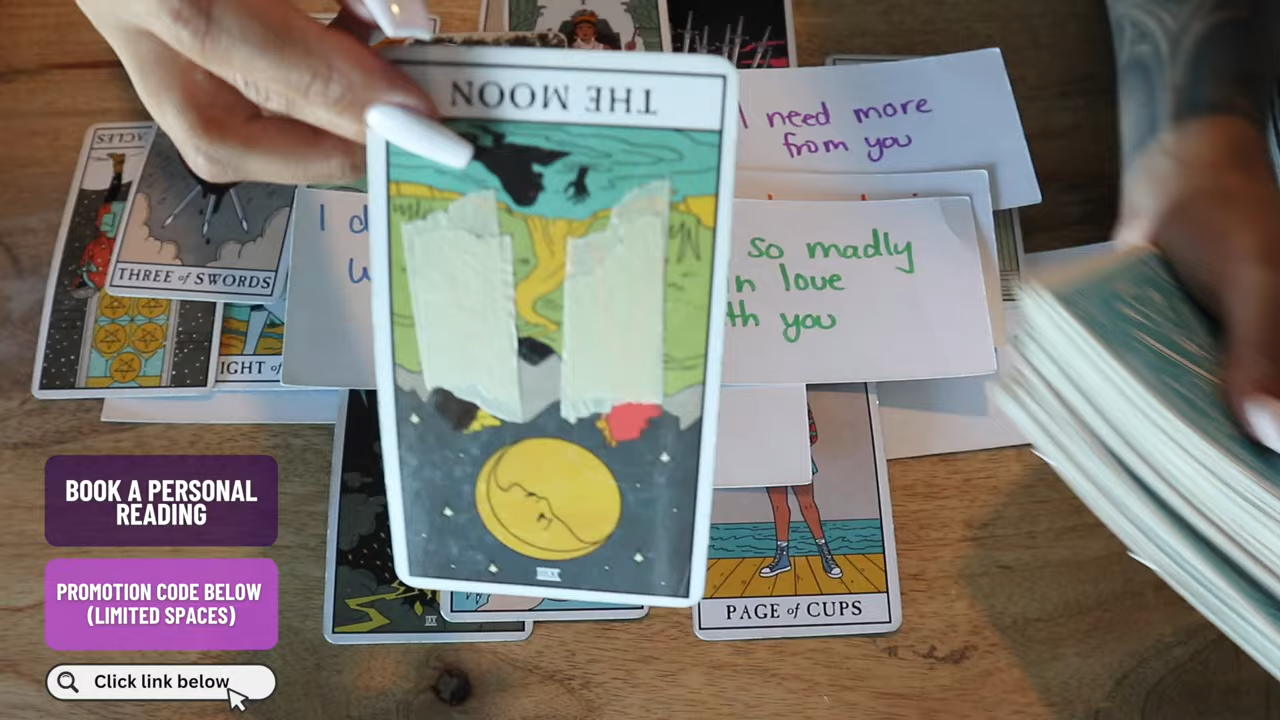 THE MOON
I need more
from you
ACLES
THREE of SWORDS
I d
so madly
n love
th you
IGHT of
PAGE of CUPS
BOOK A PERSONAL
READING
PROMOTION CODE BELOW
(LIMITED SPACES)
Click link below